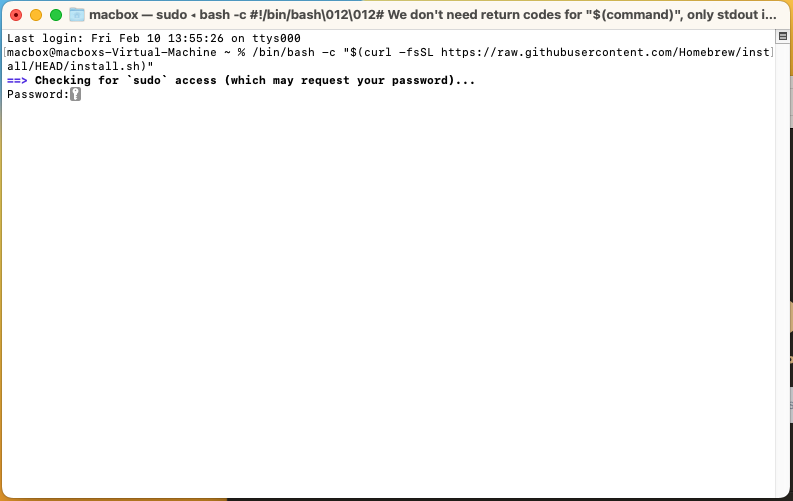 macbox — sudo ◂ bash -c #!/bin/bash\012\012# We don't need return codes for "$(command)", only stdout i...
Last login: Fri Feb 10 13:55:26 on ttys000
[macbox@macboxs-Virtual-Machine ~ % /bin/bash -c "$(curl -fsSL https://raw.githubusercontent.com/Homebrew/inst]
all/HEAD/install.sh)"
==> Checking for `sudo` access (which may request your password)...
Password: